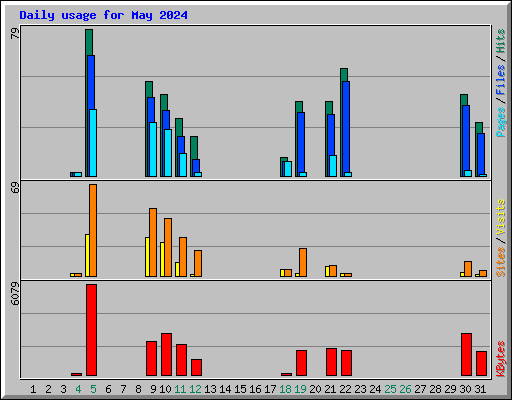 Daily usage for May 2024
79
69
6079
Pages / Files / Hits
Sites / Visits
KBytes
1 2 3 4 5 6 7 8 9 10 11 12 13 14 15 16 17 18 19 20 21 22 23 24 25 26 27 28 29 30 31